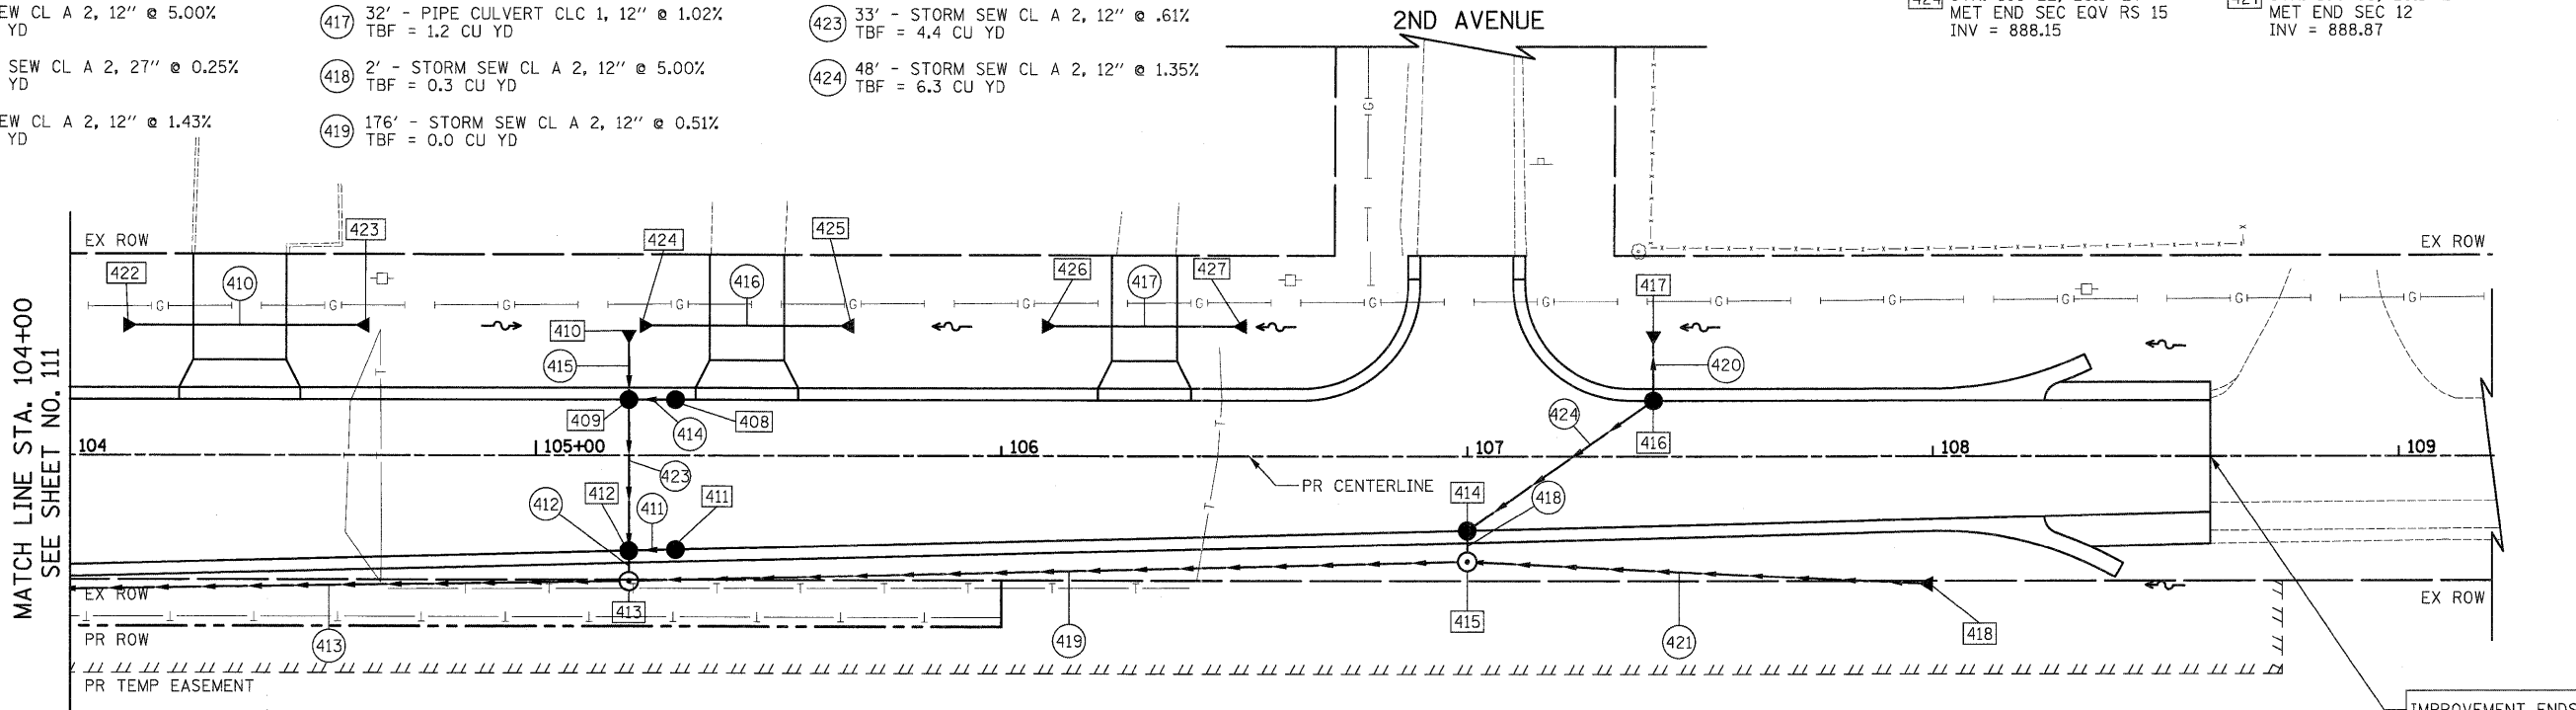 EW CL A 2, 12" @ 5.00%
YD
SEW CL A 2, 27" @ 0.25%
YD
EW CL A 2, 12" @ 1.43%
YD
417 32' - PIPE CULVERT CLC 1, 12" @ 1.02%
TBF = 1.2 CU YD
418 2' - STORM SEW CL A 2, 12" @ 5.00%
TBF = 0.3 CU YD
419 176' - STORM SEW CL A 2, 12" @ 0.51%
TBF = 0.0 CU YD
423 33' - STORM SEW CL A 2, 12" @ .61%
TBF = 4.4 CU YD
424 48' - STORM SEW CL A 2, 12" @ 1.35%
TBF = 6.3 CU YD
2ND AVENUE
424
MET END SEC EQV RS 15
INV = 888.15
MET END SEC 12
INV = 888.87
MATCH LINE STA. 104+00
SEE SHEET NO. 111
EX ROW
EX ROW
422
410
423
424
416
425
426
417
427
417
G G G G G G G G G G G G G G G
410
415
420
409
414
408
424
416
104
105+00
106
107
108
109
423
PR CENTERLINE
412
412
411
411
414
418
T
EX ROW
413
415
418
EX ROW
T T T T T T T T T
PR ROW
413
419
421
PR TEMP EASEMENT
IMPROVEMENT ENDS